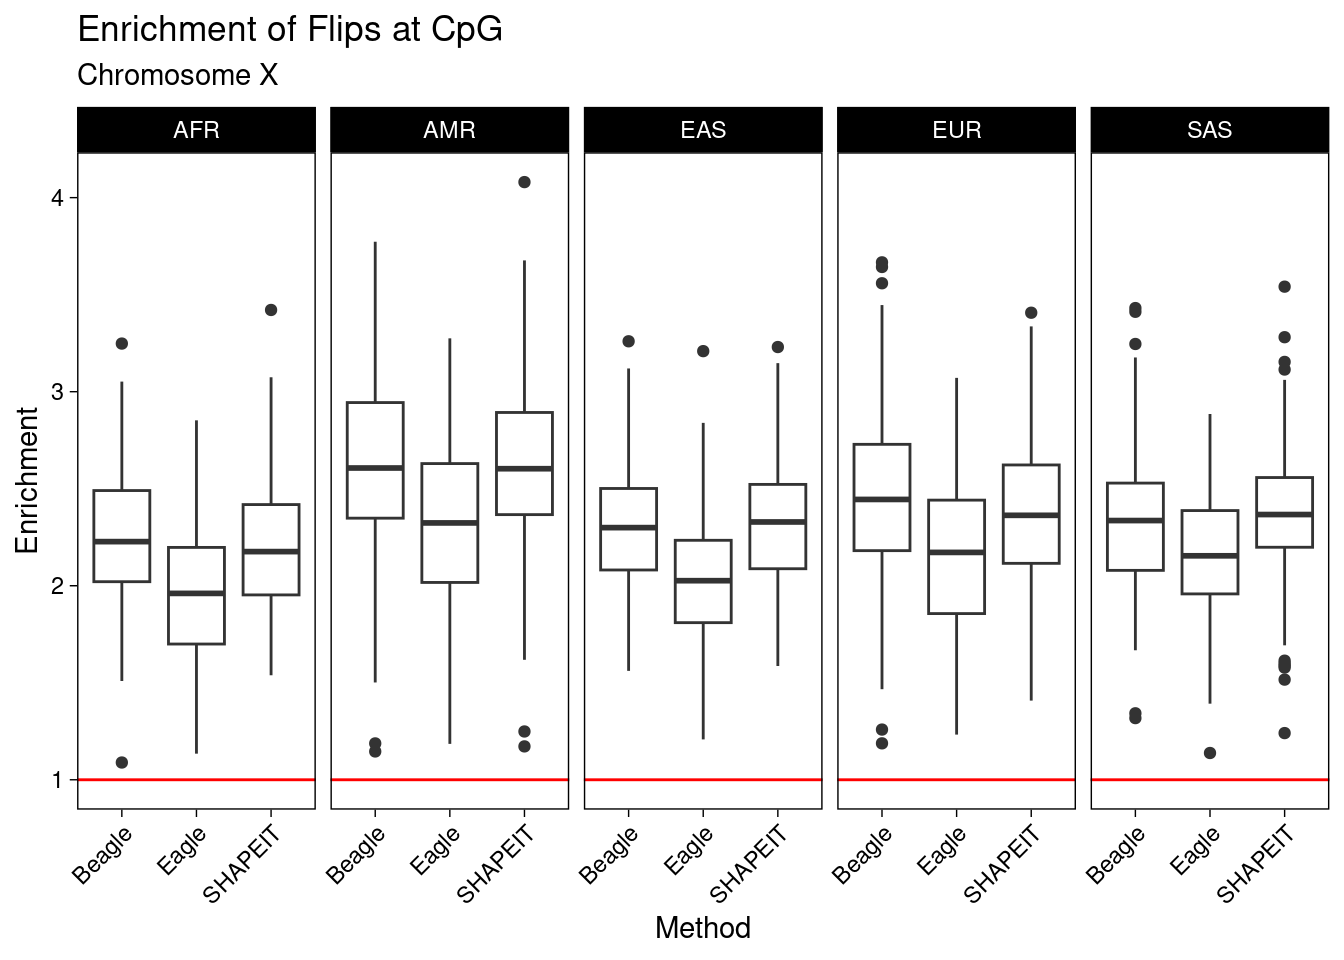 Enrichment of Flips at CpG
Chromosome X
AFR AMR EAS EUR SAS
4
3
2
1
Enrichment
Beagle Eagle SHAPEIT Beagle Eagle SHAPEIT Beagle Eagle SHAPEIT Beagle Eagle SHAPEIT Beagle Eagle SHAPEIT
Method